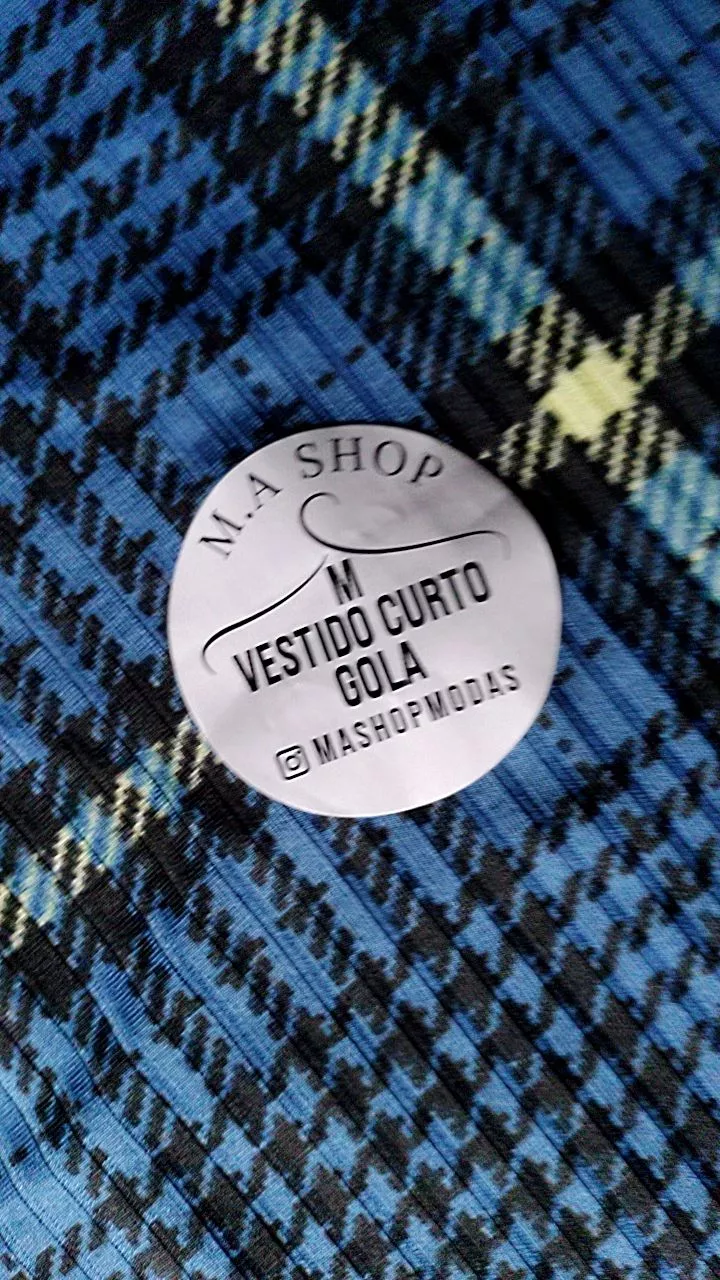 M.A SHOP
M
VESTIDO CURTO
GOLA
MASHOPMODAS